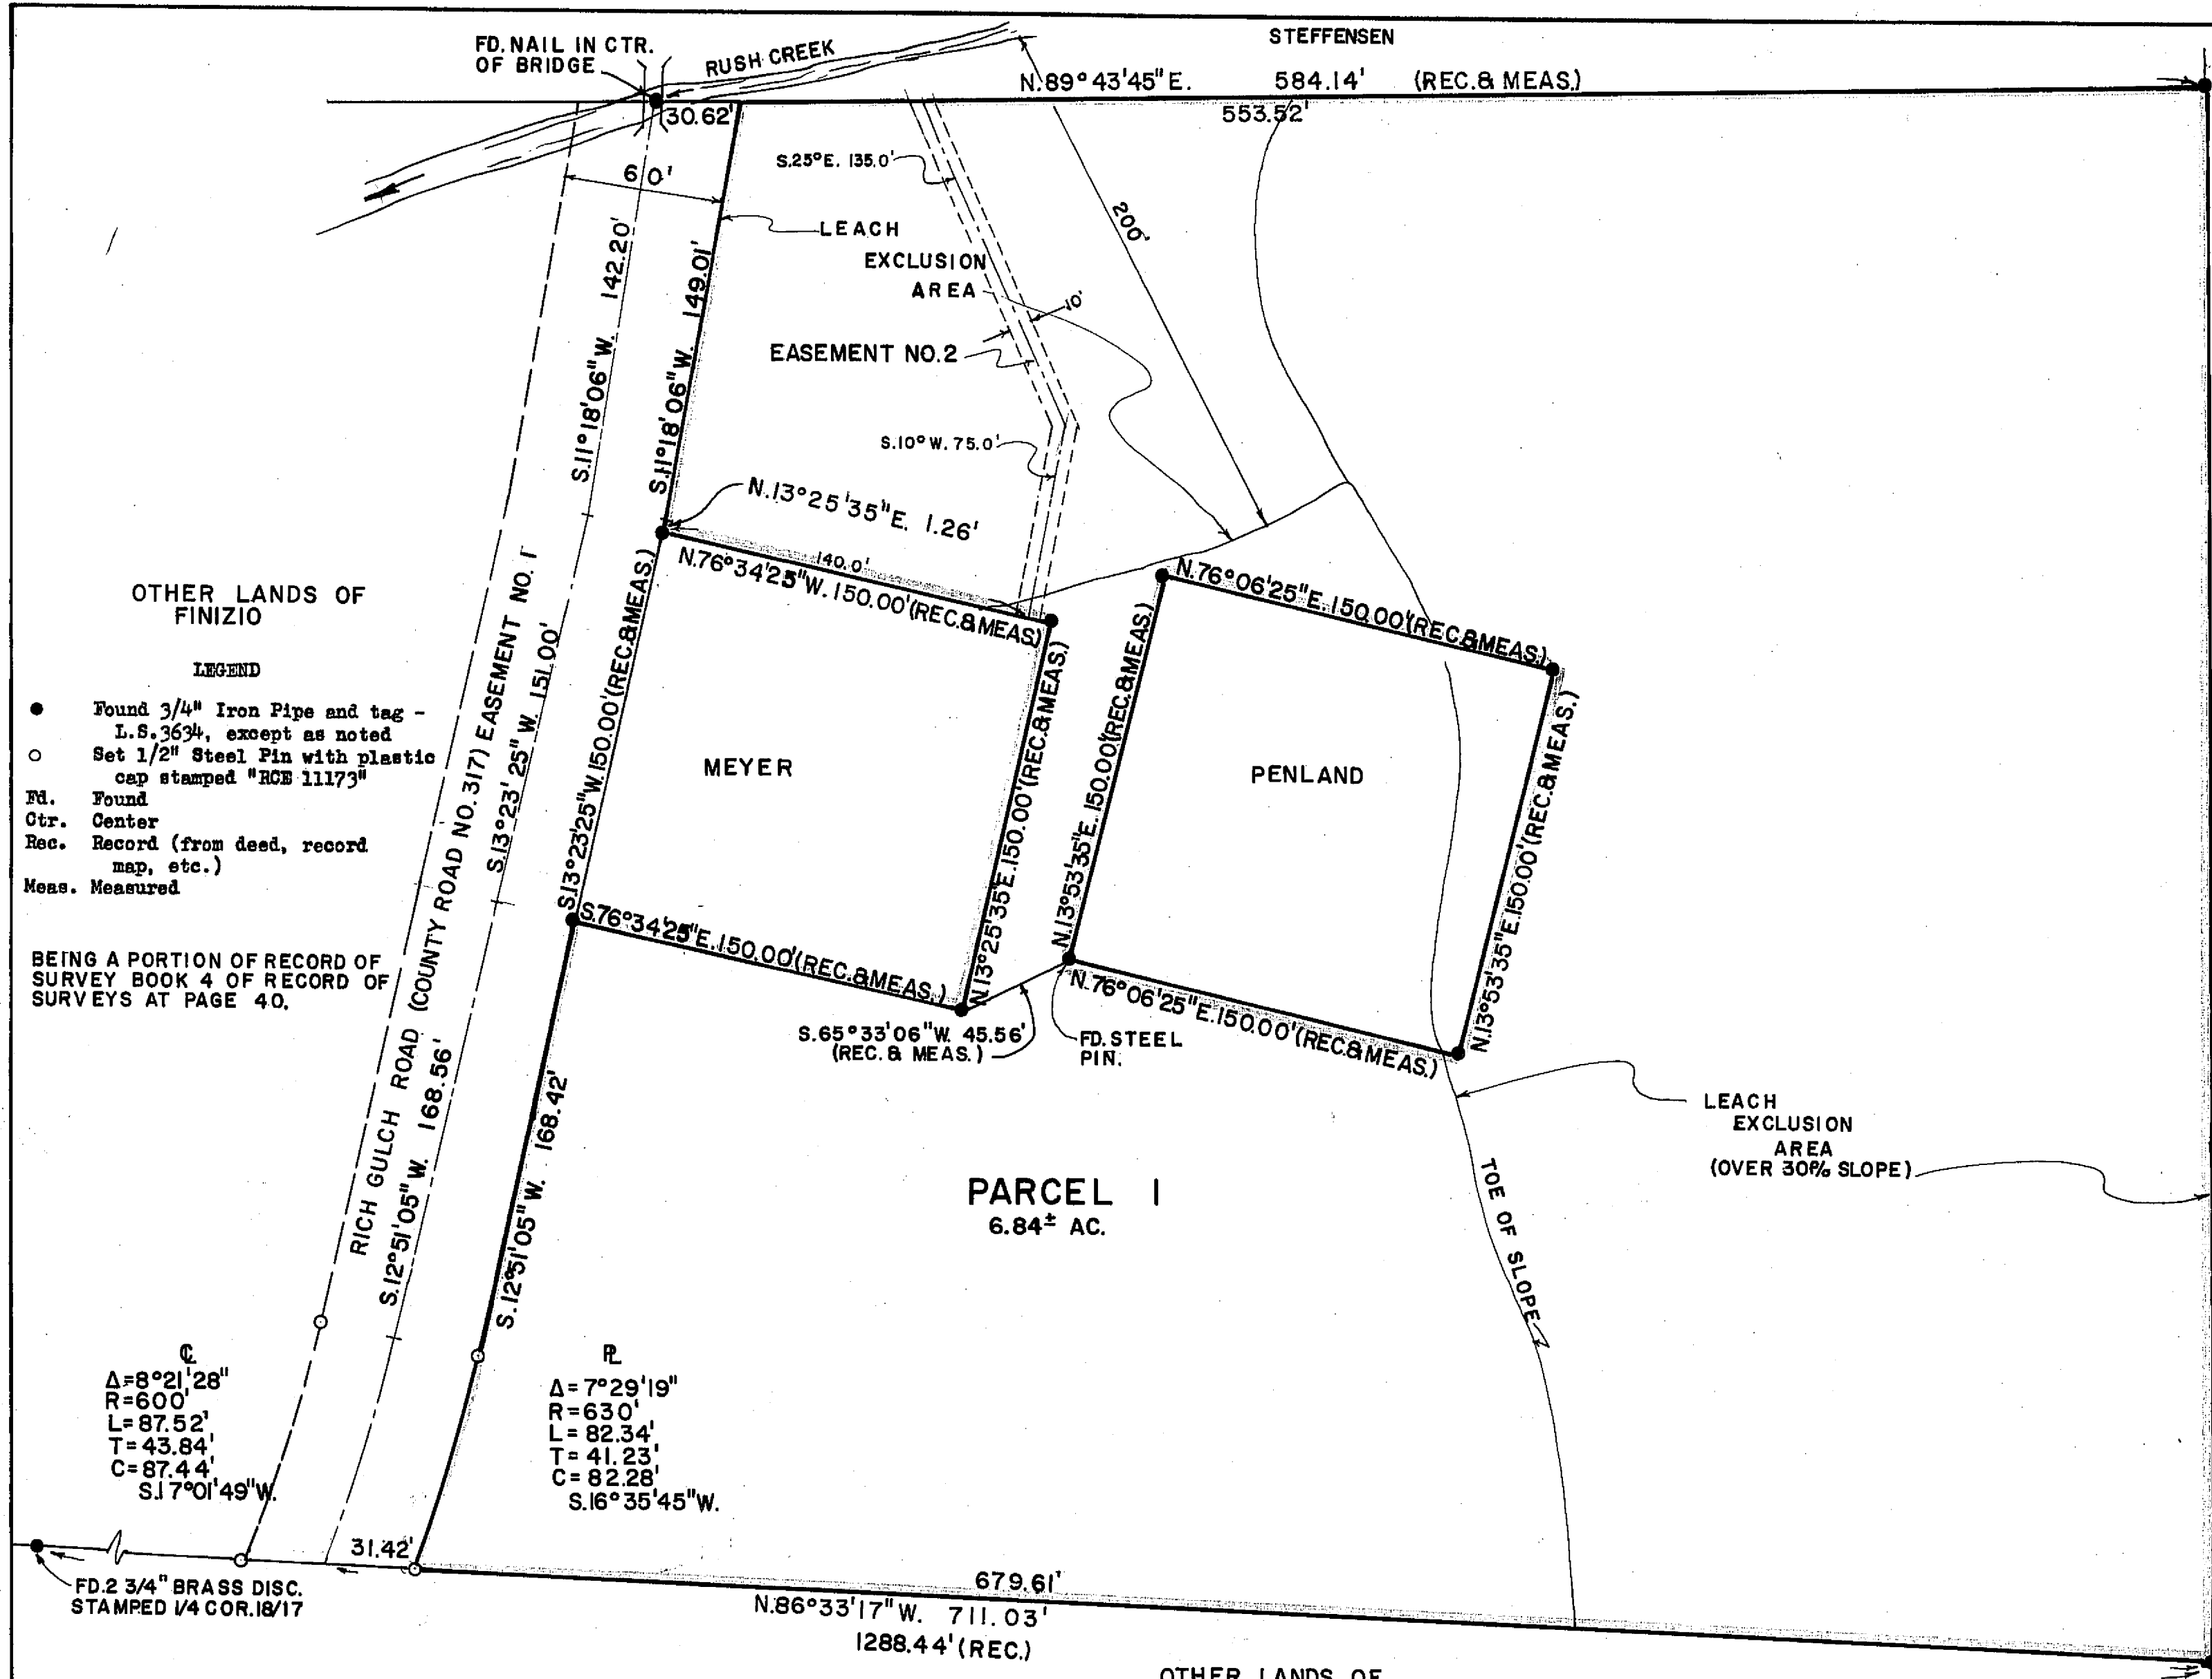 STEFFENSEN
FD. NAIL IN CTR.
OF BRIDGE
RUSH CREEK
N.89°43'45"E. 584.14' (REC.& MEAS.)
30.62'
553.52'
S.25°E. 135.0'
60'
200'
LEACH
EXCLUSION
AREA
10'
EASEMENT NO.2
S.11°18'06"W. 142.20'
S.11°18'06"W. 149.01'
S.10°W. 75.0'
N.13°25'35"E. 1.26'
140.0'
N.76°34'25"W. 150.00'(REC.&MEAS.)
N.76°06'25"E. 150.00'(REC.&MEAS.)
OTHER LANDS OF
FINIZIO
LEGEND
● Found 3/4" Iron Pipe and tag -
L.S.3634, except as noted
○ Set 1/2" Steel Pin with plastic
cap stamped "RCE 11173"
Fd. Found
Ctr. Center
Rec. Record (from deed, record
map, etc.)
Meas. Measured
BEING A PORTION OF RECORD OF
SURVEY BOOK 4 OF RECORD OF
SURVEYS AT PAGE 40.
RICH GULCH ROAD (COUNTY ROAD NO. 317) EASEMENT NO. 1
S.13°23'25"W. 151.00'
S.13°23'25"W. 150.00'(REC.&MEAS.)
MEYER
N.13°25'35"E. 150.00'(REC.&MEAS.)
N.13°53'35"E. 150.00'(REC.&MEAS.)
PENLAND
N.13°53'35"E. 150.00'(REC.&MEAS.)
S.76°34'25"E. 150.00'(REC.&MEAS.)
N.76°06'25"E. 150.00'(REC.&MEAS.)
S.65°33'06"W. 45.56'
(REC. & MEAS.)
FD. STEEL
PIN.
S.12°51'05"W. 168.56'
S.12°51'05"W. 168.42'
PARCEL 1
6.84± AC.
LEACH
EXCLUSION
AREA
(OVER 30% SLOPE)
TOE OF SLOPE
℄
Δ=8°21'28"
R=600'
L=87.52'
T=43.84'
C=87.44'
S.17°01'49"W.
PL
Δ=7°29'19"
R=630'
L=82.34'
T=41.23'
C=82.28'
S.16°35'45"W.
31.42'
FD. 2 3/4" BRASS DISC.
STAMPED 1/4 COR. 18/17
679.61'
N.86°33'17"W. 711.03'
1288.44' (REC.)
OTHER LANDS OF